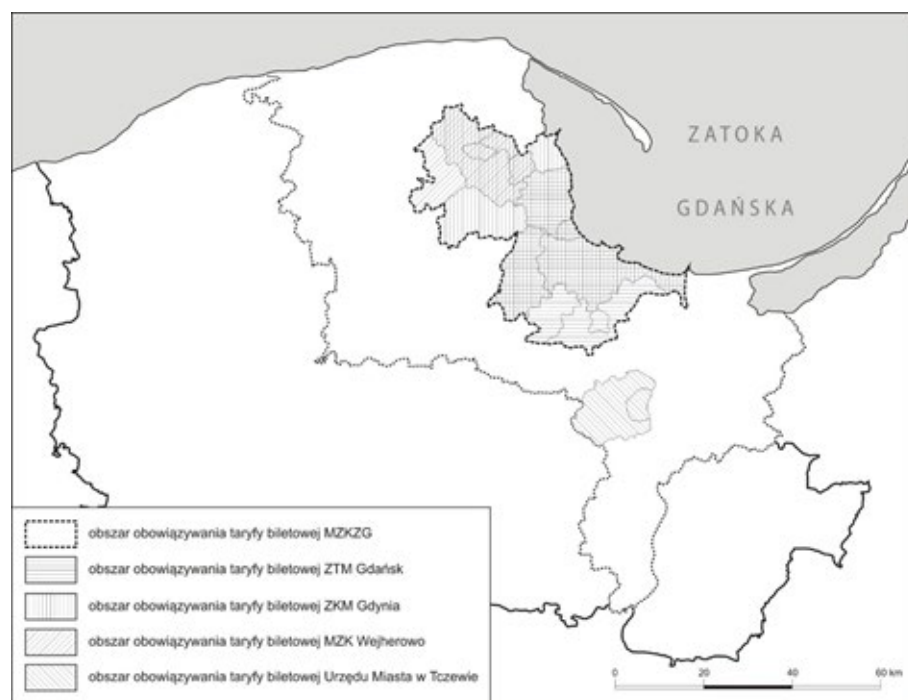 ZATOKA
GDAŃSKA
obszar obowiązywania taryfy biletowej MZKZG
obszar obowiązywania taryfy biletowej ZTM Gdańsk
obszar obowiązywania taryfy biletowej ZKM Gdynia
obszar obowiązywania taryfy biletowej MZK Wejherowo
obszar obowiązywania taryfy biletowej Urzędu Miasta w Tczewie
0 20 40 60 km